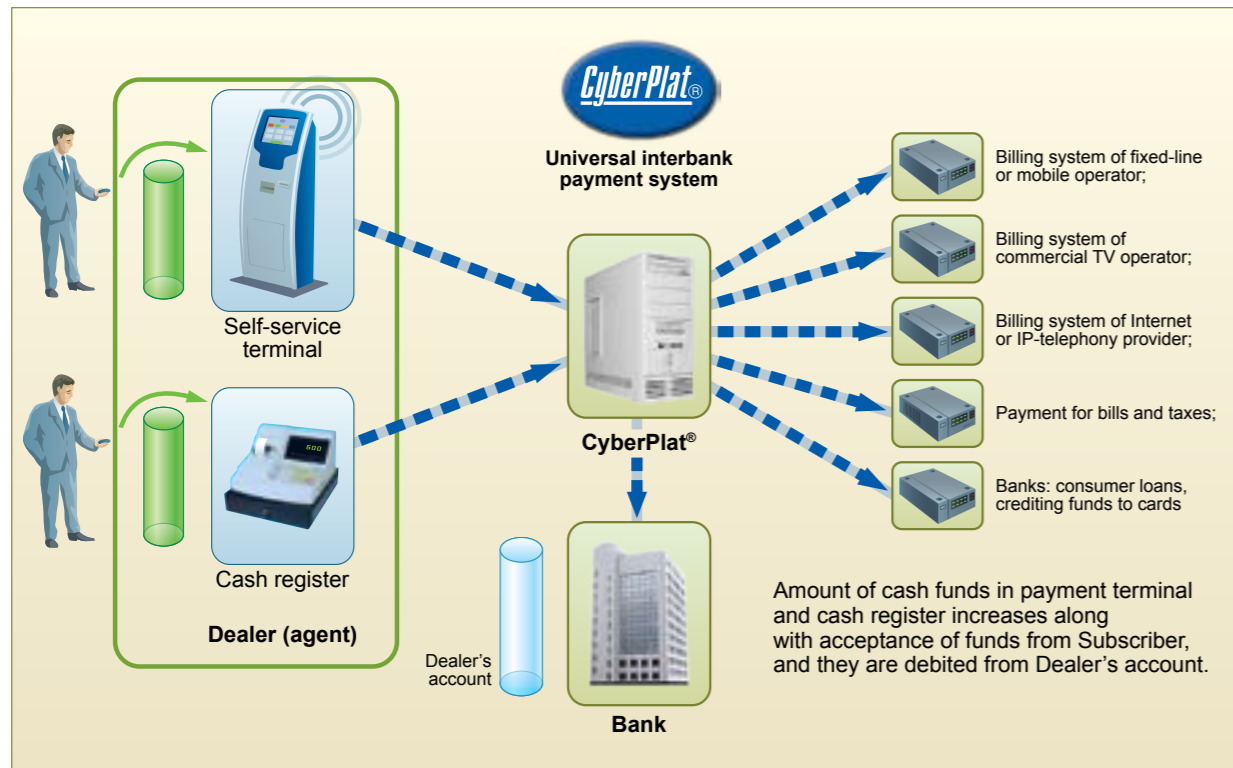 CyberPlat®
Universal interbank
payment system
Self-service
terminal
Cash register
Dealer (agent)
600
CyberPlat®
Dealer’s
account
Bank
Billing system of fixed-line
or mobile operator;
Billing system of
commercial TV operator;
Billing system of Internet
or IP-telephony provider;
Payment for bills and taxes;
Banks: consumer loans,
crediting funds to cards
Amount of cash funds in payment terminal
and cash register increases along
with acceptance of funds from Subscriber,
and they are debited from Dealer’s account.